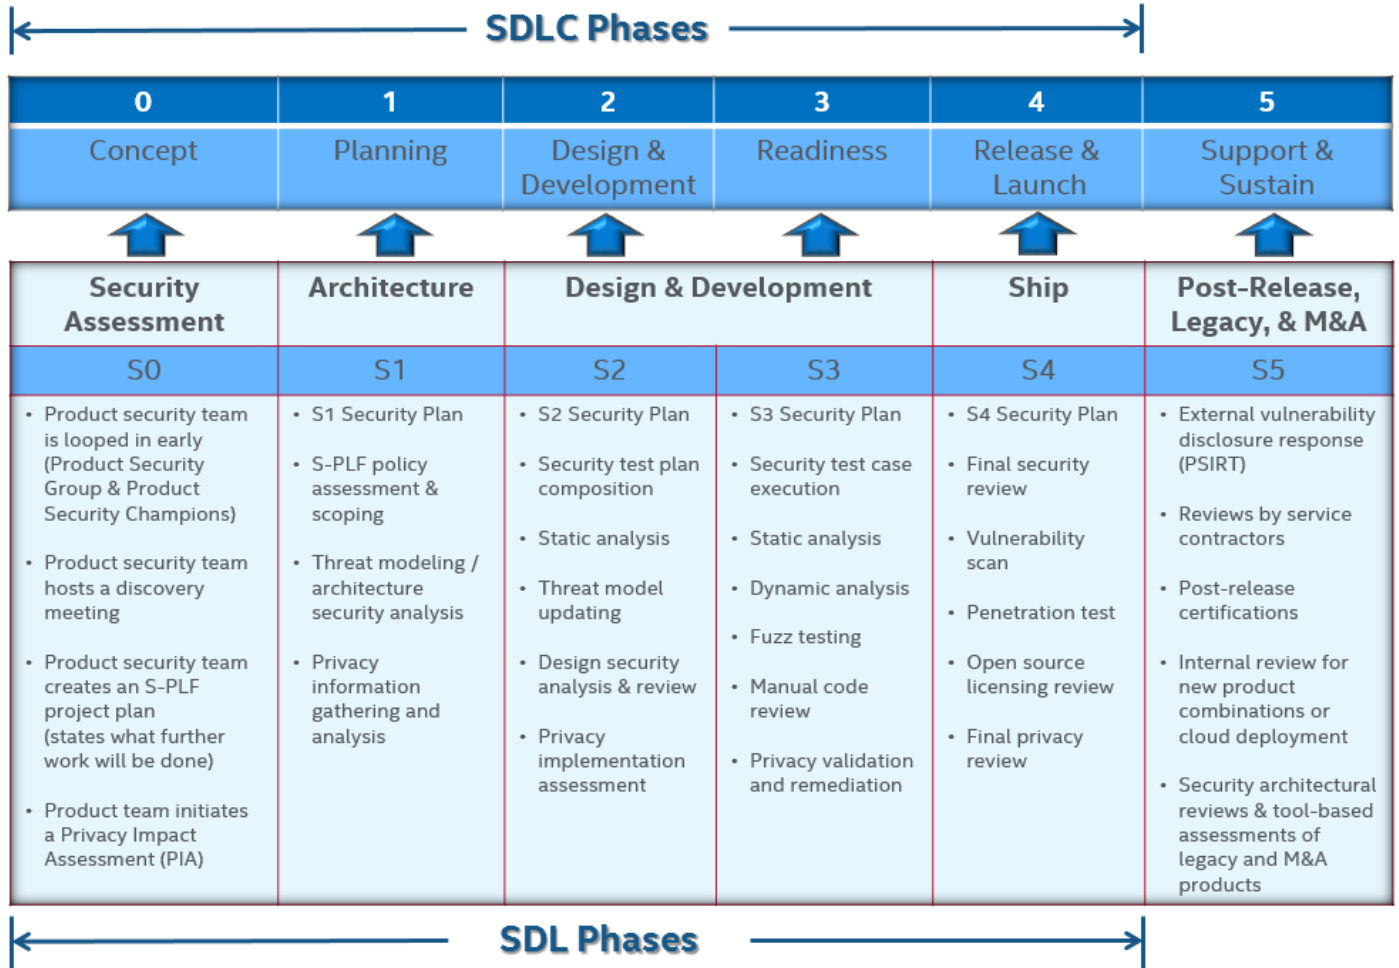 SDLC Phases
0
1
2
3
4
5
Concept
Planning
Design &
Development
Readiness
Release &
Launch
Support &
Sustain
Security
Assessment
Architecture
Design & Development
Ship
Post-Release,
Legacy, & M&A
S0
S1
S2
S3
S4
S5
• Product security team
is looped in early
(Product Security
Group & Product
Security Champions)
• Product security team
hosts a discovery
meeting
• Product security team
creates an S-PLF
project plan
(states what further
work will be done)
• Product team initiates
a Privacy Impact
Assessment (PIA)
• S1 Security Plan
• S-PLF policy
assessment &
scoping
• Threat modeling /
architecture
security analysis
• Privacy
information
gathering and
analysis
• S2 Security Plan
• Security test plan
composition
• Static analysis
• Threat model
updating
• Design security
analysis & review
• Privacy
implementation
assessment
• S3 Security Plan
• Security test case
execution
• Static analysis
• Dynamic analysis
• Fuzz testing
• Manual code
review
• Privacy validation
and remediation
• S4 Security Plan
• Final security
review
• Vulnerability
scan
• Penetration test
• Open source
licensing review
• Final privacy
review
• External vulnerability
disclosure response
(PSIRT)
• Reviews by service
contractors
• Post-release
certifications
• Internal review for
new product
combinations or
cloud deployment
• Security architectural
reviews & tool-based
assessments of
legacy and M&A
products
SDL Phases